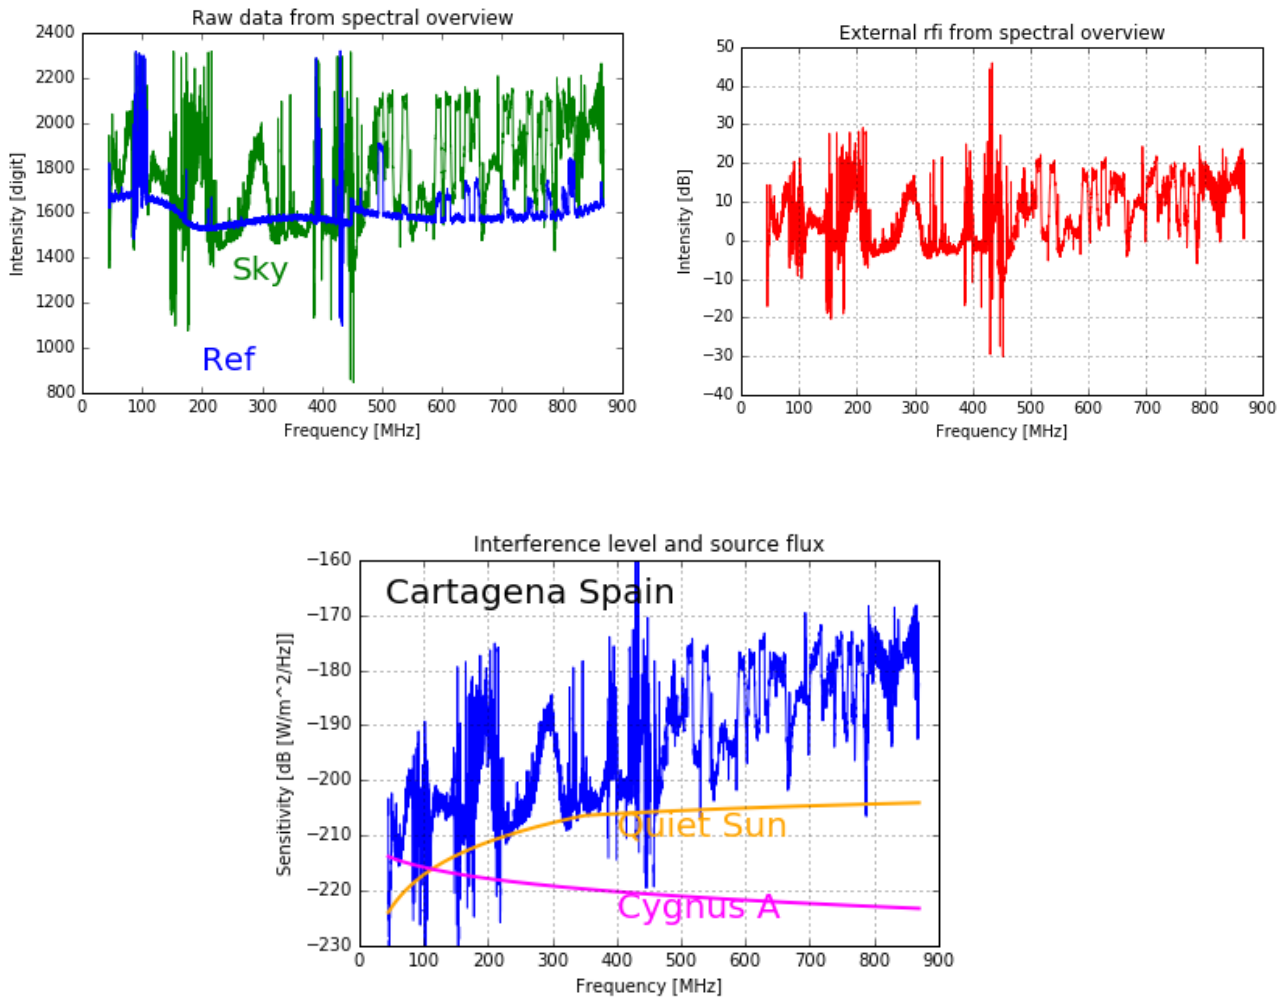 Raw data from spectral overview
2400
2200
2000
1800
1600
1400
1200
1000
800
Intensity [digit]
Sky
Ref
0 100 200 300 400 500 600 700 800 900
Frequency [MHz]
External rfi from spectral overview
50
40
30
20
10
0
−10
−20
−30
−40
Intensity [dB]
0 100 200 300 400 500 600 700 800 900
Frequency [MHz]
Interference level and source flux
−160
−170
−180
−190
−200
−210
−220
−230
Sensitivity [dB [W/m^2/Hz]]
Cartagena Spain
Quiet Sun
Cygnus A
0 100 200 300 400 500 600 700 800 900
Frequency [MHz]